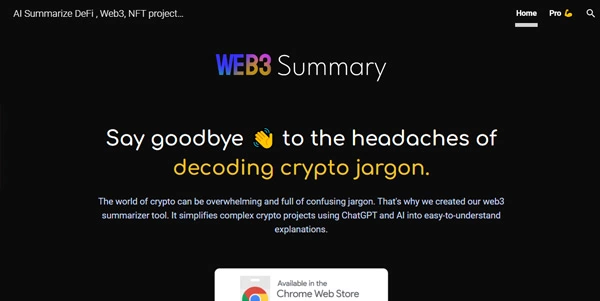 AI Summarize DeFi , Web3, NFT project...
Home
Pro 💪
WEB3 Summary
Say goodbye 👋 to the headaches of
decoding crypto jargon.
The world of crypto can be overwhelming and full of confusing jargon. That's why we created our web3
summarizer tool. It simplifies complex crypto projects using ChatGPT and AI into easy-to-understand
explanations.
Available in the
Chrome Web Store